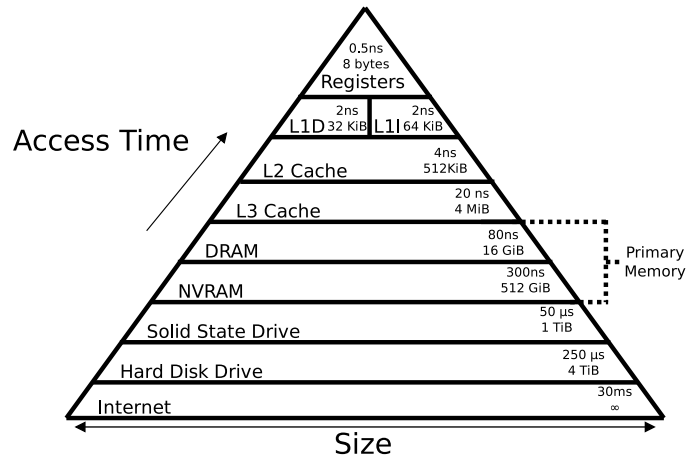 0.5ns
8 bytes
Registers
2ns
L1D 32 KiB
2ns
L1I 64 KiB
Access Time
4ns
512KiB
L2 Cache
20 ns
4 MiB
L3 Cache
80ns
16 GiB
DRAM
Primary
Memory
300ns
512 GiB
NVRAM
50 µs
1 TiB
Solid State Drive
250 µs
4 TiB
Hard Disk Drive
30ms
∞
Internet
Size